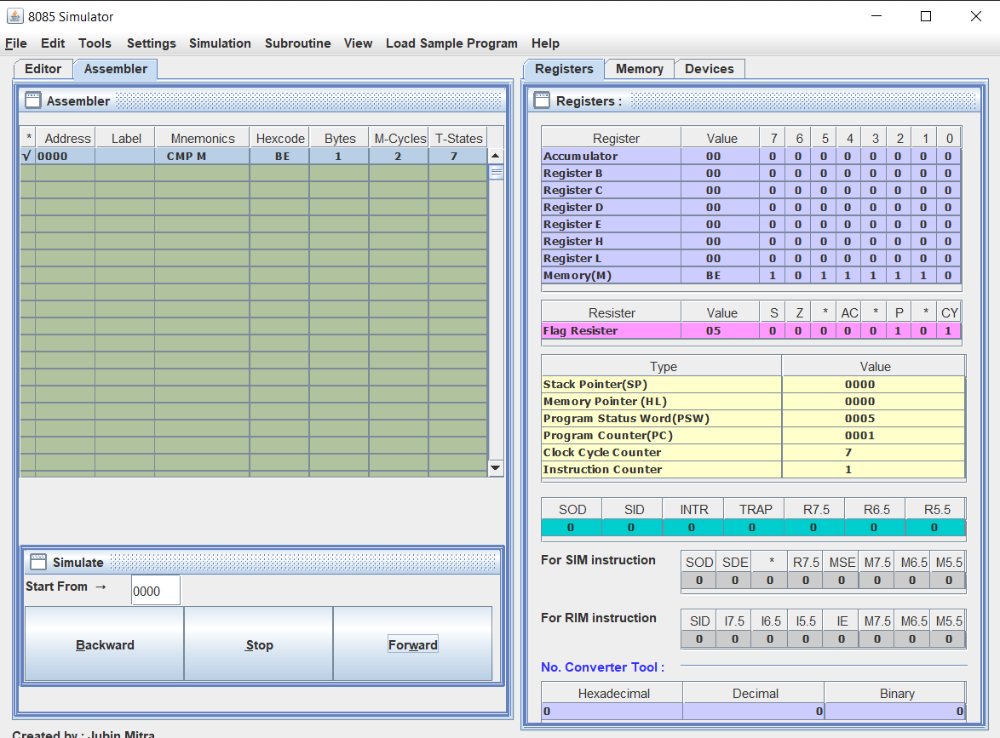 8085 Simulator
File Edit Tools Settings Simulation Subroutine View Load Sample Program Help
Editor Assembler
Assembler
* Address Label Mnemonics Hexcode Bytes M-Cycles T-States
√ 0000 CMP M BE 1 2 7
Simulate
Start From → 0000
Backward Stop Forward
Created by : Jubin Mitra
Registers Memory Devices
Registers :
Register Value 7 6 5 4 3 2 1 0
Accumulator 00 0 0 0 0 0 0 0 0
Register B 00 0 0 0 0 0 0 0 0
Register C 00 0 0 0 0 0 0 0 0
Register D 00 0 0 0 0 0 0 0 0
Register E 00 0 0 0 0 0 0 0 0
Register H 00 0 0 0 0 0 0 0 0
Register L 00 0 0 0 0 0 0 0 0
Memory(M) BE 1 0 1 1 1 1 1 0
Resister Value S Z * AC * P * CY
Flag Resister 05 0 0 0 0 0 1 0 1
Type Value
Stack Pointer(SP) 0000
Memory Pointer (HL) 0000
Program Status Word(PSW) 0005
Program Counter(PC) 0001
Clock Cycle Counter 7
Instruction Counter 1
SOD SID INTR TRAP R7.5 R6.5 R5.5
0 0 0 0 0 0 0
For SIM instruction
SOD SDE * R7.5 MSE M7.5 M6.5 M5.5
0 0 0 0 0 0 0 0
For RIM instruction
SID I7.5 I6.5 I5.5 IE M7.5 M6.5 M5.5
0 0 0 0 0 0 0 0
No. Converter Tool :
Hexadecimal Decimal Binary
0 0 0